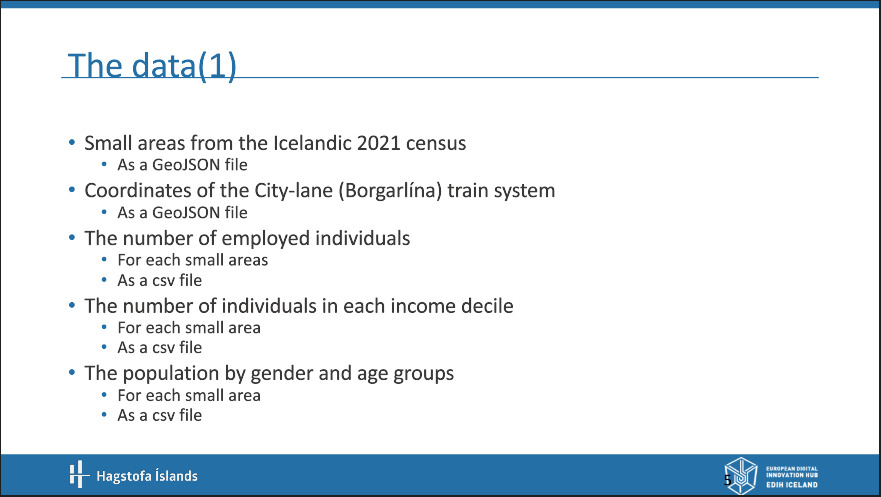 The data(1)
• Small areas from the Icelandic 2021 census
• As a GeoJSON file
• Coordinates of the City-lane (Borgarlína) train system
• As a GeoJSON file
• The number of employed individuals
• For each small areas
• As a csv file
• The number of individuals in each income decile
• For each small area
• As a csv file
• The population by gender and age groups
• For each small area
• As a csv file
Hagstofa Íslands
5
EUROPEAN DIGITAL
INNOVATION HUB
EDIH ICELAND